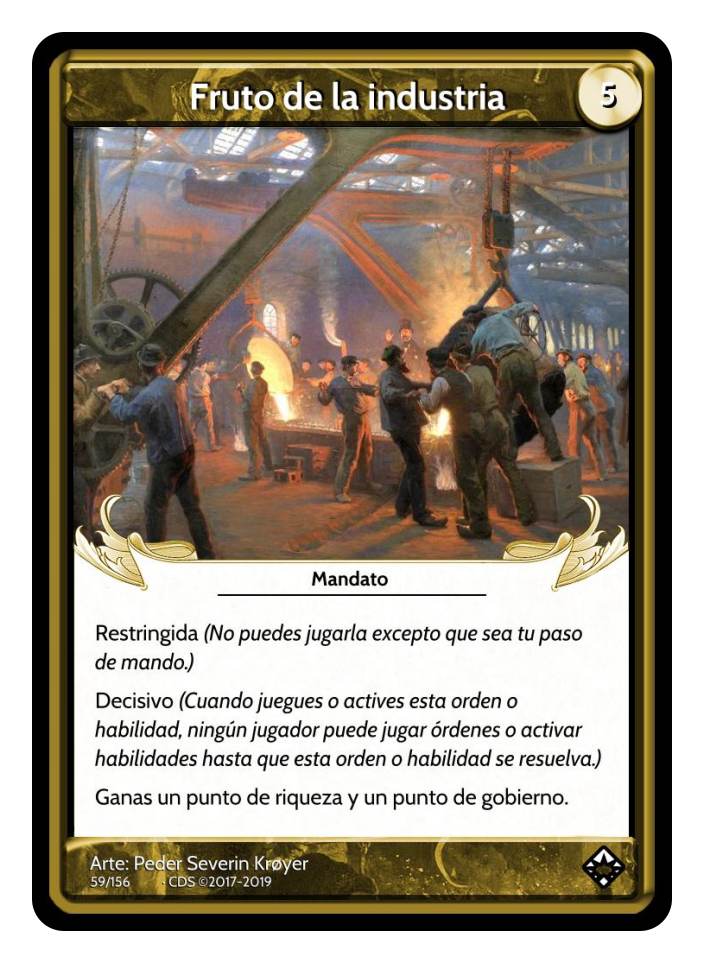 Fruto de la industria
5
Mandato
Restringida (No puedes jugarla excepto que sea tu paso
de mando.)
Decisivo (Cuando juegues o actives esta orden o
habilidad, ningún jugador puede jugar órdenes o activar
habilidades hasta que esta orden o habilidad se resuelva.)
Ganas un punto de riqueza y un punto de gobierno.
Arte: Peder Severin Krøyer
59/156 CDS ©2017-2019